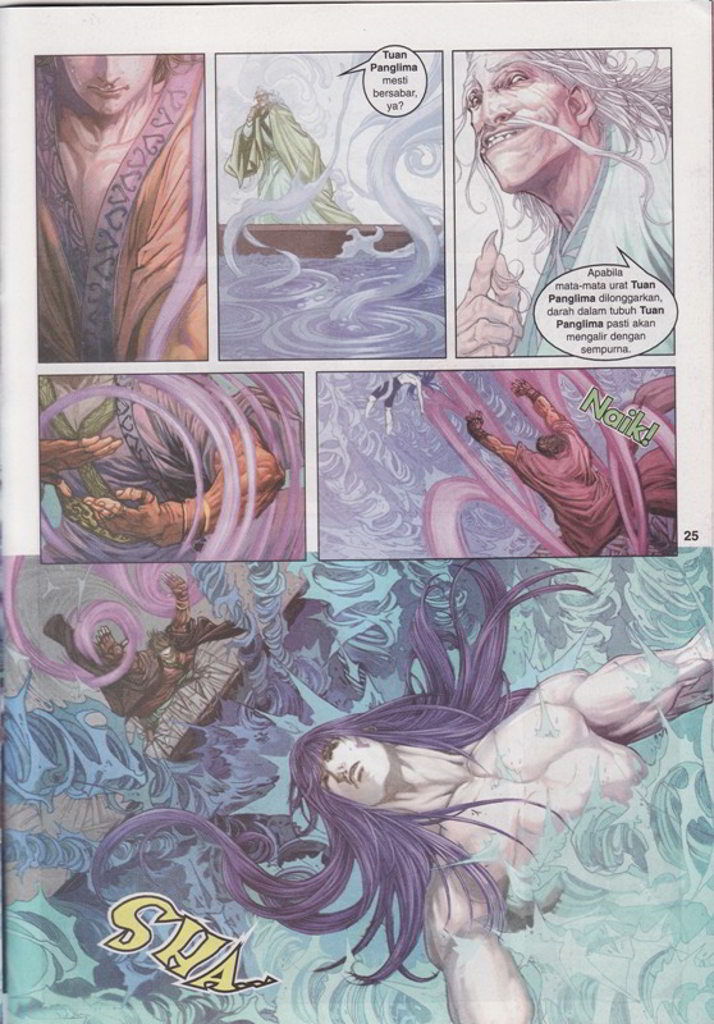 Tuan
Panglima
mesti
bersabar,
ya?
Apabila
mata-mata urat Tuan
Panglima dilonggarkan,
darah dalam tubuh Tuan
Panglima pasti akan
mengalir dengan
sempurna.
Naik!
25
SHA...